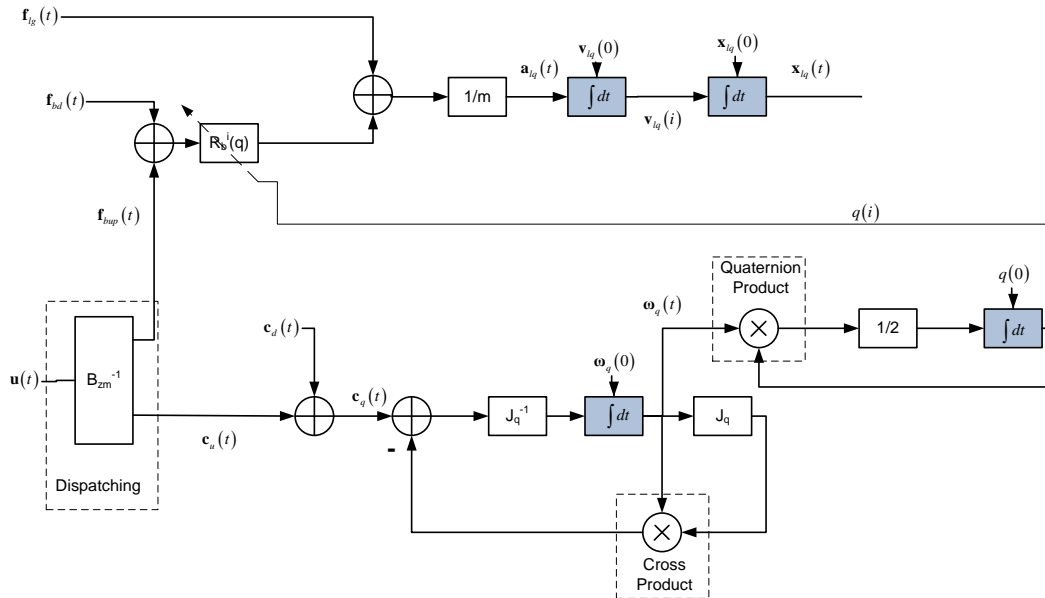 f_lg(t)
f_bd(t)
R_b^i(q)
f_bup(t)
1/m
a_lq(t)
v_lq(0)
∫dt
v_lq(i)
x_lq(0)
∫dt
x_lq(t)
q(i)
Quaternion
Product
ω_q(t)
1/2
q(0)
∫dt
u(t)
B_zm^-1
Dispatching
c_u(t)
c_d(t)
c_q(t)
-
J_q^-1
ω_q(0)
∫dt
J_q
Cross
Product